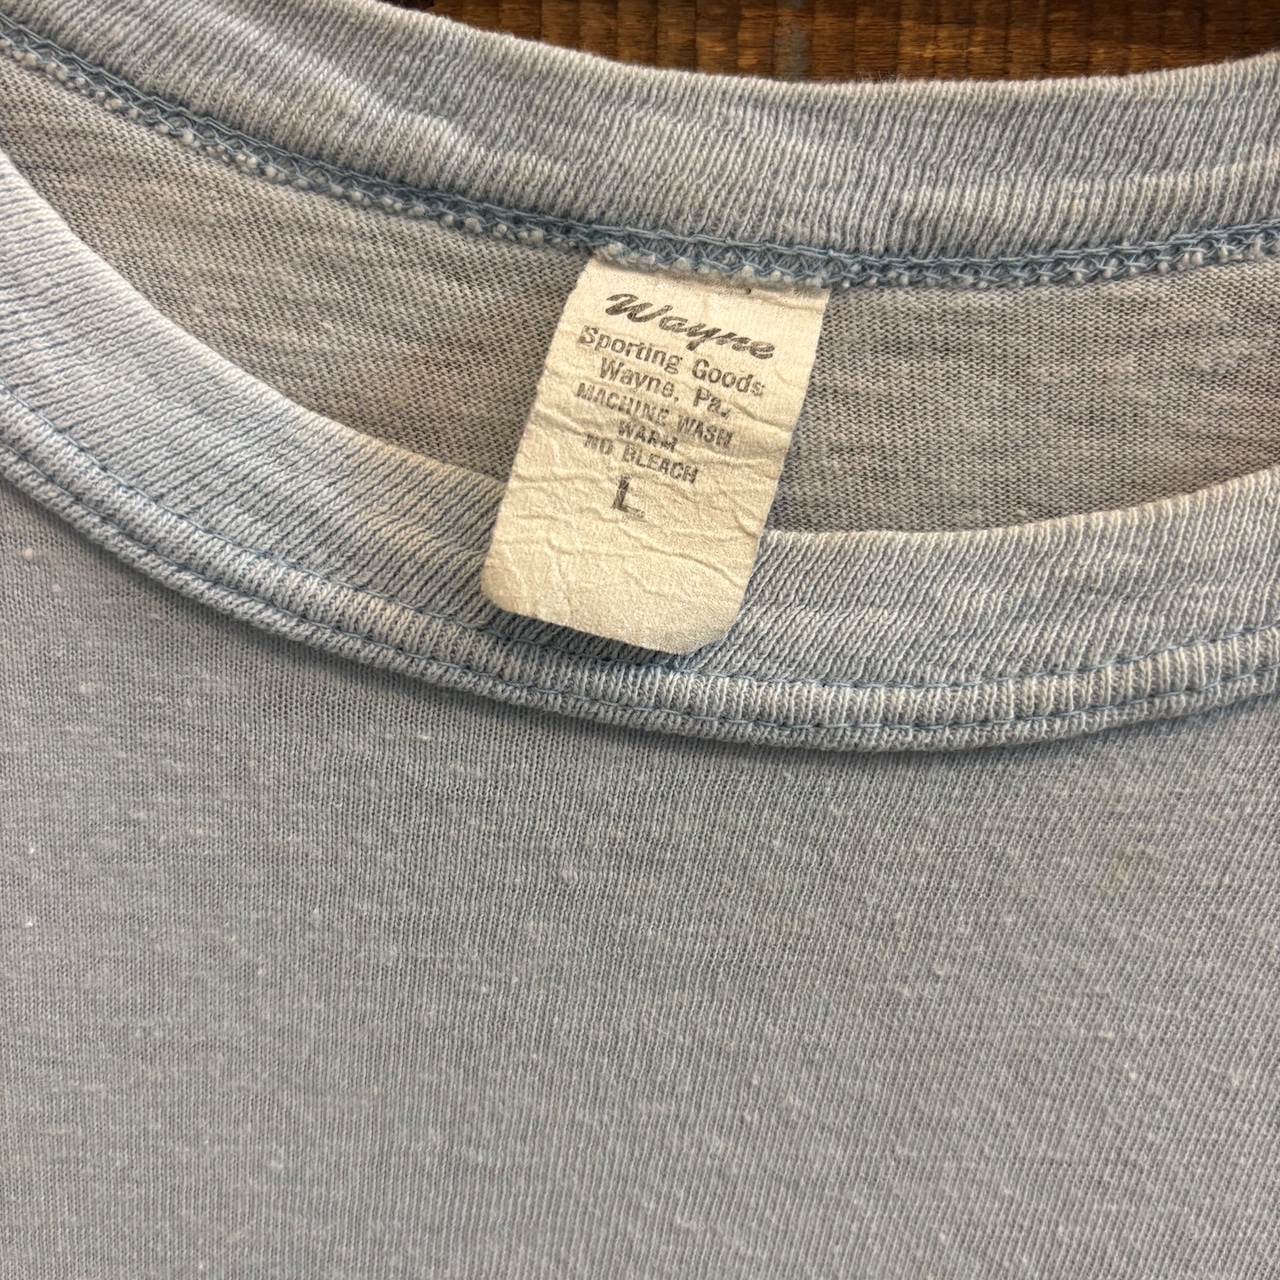 Wayne
Sporting Goods
Wayne, Pa.
MACHINE WASH
WARM
NO BLEACH
L